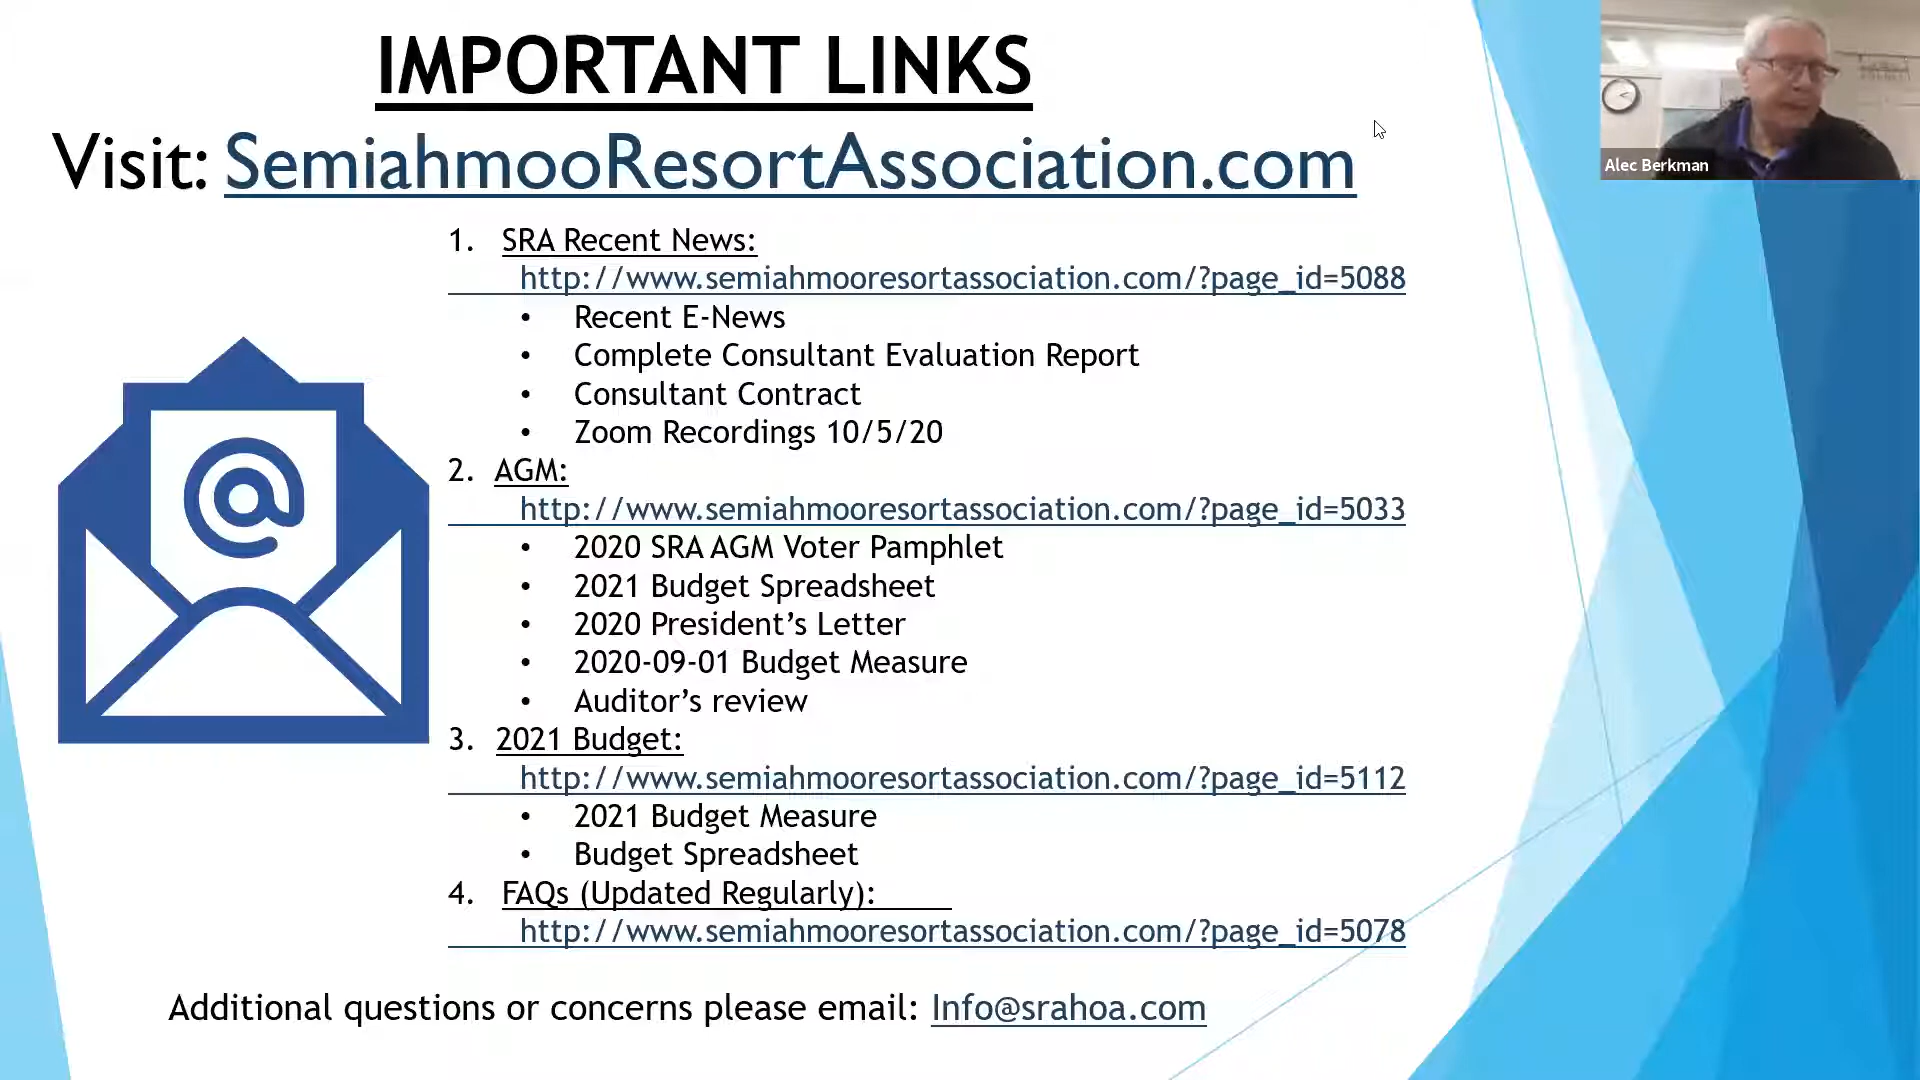 IMPORTANT LINKS
Visit: SemiahmooResortAssociation.com
1. SRA Recent News:
http://www.semiahmooresortassociation.com/?page_id=5088
• Recent E-News
• Complete Consultant Evaluation Report
• Consultant Contract
• Zoom Recordings 10/5/20
2. AGM:
http://www.semiahmooresortassociation.com/?page_id=5033
• 2020 SRA AGM Voter Pamphlet
• 2021 Budget Spreadsheet
• 2020 President’s Letter
• 2020-09-01 Budget Measure
• Auditor’s review
3. 2021 Budget:
http://www.semiahmooresortassociation.com/?page_id=5112
• 2021 Budget Measure
• Budget Spreadsheet
4. FAQs (Updated Regularly):
http://www.semiahmooresortassociation.com/?page_id=5078
Additional questions or concerns please email: Info@srahoa.com
@
Alec Berkman